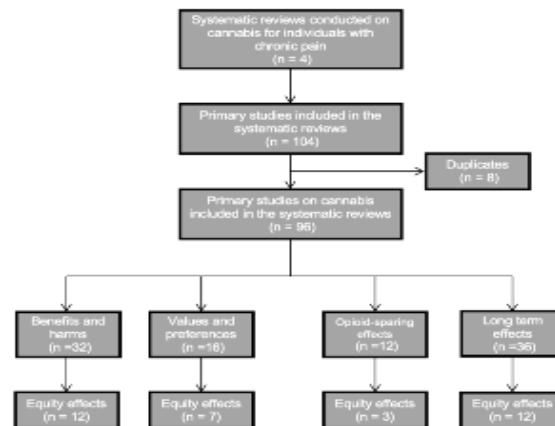 Systematic reviews conducted on
cannabis for individuals with
chronic pain
(n = 4)
Primary studies included in the
systematic reviews
(n = 104)
Duplicates
(n = 8)
Primary studies on cannabis
included in the systematic reviews
(n = 96)
Benefits and
harms
(n =32)
Values and
preferences
(n =16)
Opioid-sparing
effects
(n =12)
Long term
effects
(n =36)
Equity effects
(n = 12)
Equity effects
(n = 7)
Equity effects
(n = 3)
Equity effects
(n = 12)